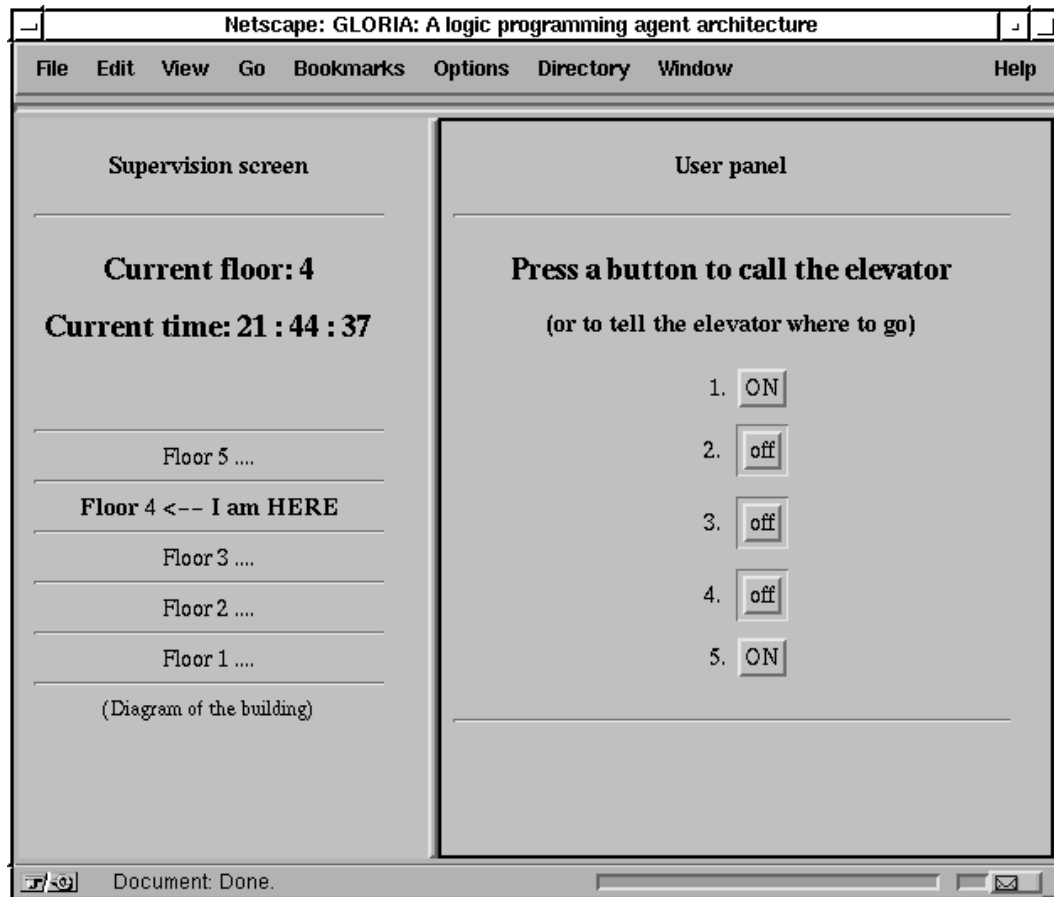 Netscape: GLORIA: A logic programming agent architecture
File Edit View Go Bookmarks Options Directory Window Help
Supervision screen
Current floor: 4
Current time: 21 : 44 : 37
Floor 5 ....
Floor 4 <-- I am HERE
Floor 3 ....
Floor 2 ....
Floor 1 ....
(Diagram of the building)
User panel
Press a button to call the elevator
(or to tell the elevator where to go)
1. ON
2. off
3. off
4. off
5. ON
Document: Done.